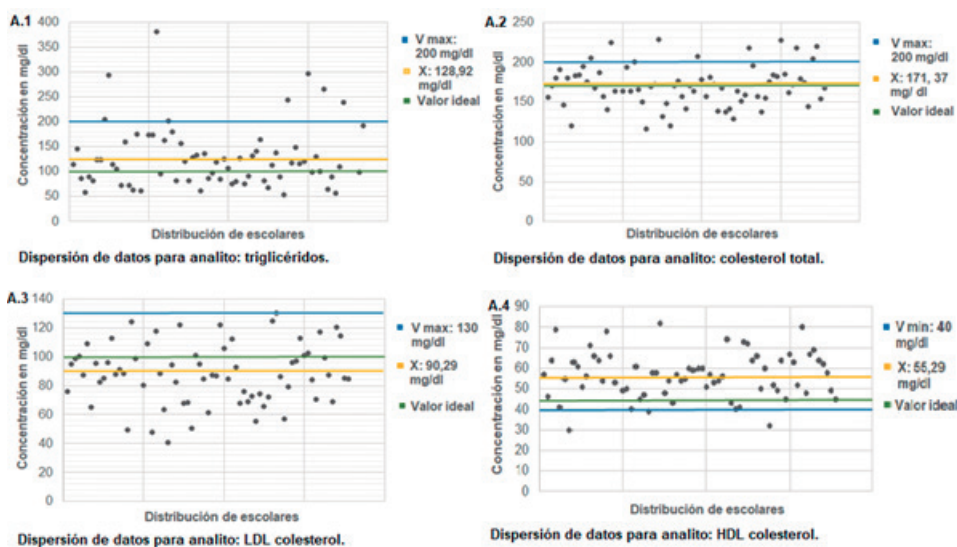 A.1
400
350
300
250
200
150
100
50
0
Concentración en mg/dl
Distribución de escolares
V max:
200 mg/dl
X: 128,92
mg/dl
Valor ideal
Dispersión de datos para analito: triglicéridos.
A.2
250
200
150
100
50
0
Concentración en mg/dl
Distribución de escolares
V max:
200 mg/dl
X: 171, 37
mg/ dl
Valor ideal
Dispersión de datos para analito: colesterol total.
A.3
140
120
100
80
60
40
20
0
Concentración en mg/dl
Distribución de escolares
V max: 130
mg/dl
X: 90,29
mg/dl
Valor ideal
Dispersión de datos para analito: LDL colesterol.
A.4
90
80
70
60
50
40
30
20
10
0
Concentración en mg/dl
Distribución de escolares
V min: 40
mg/dl
X: 55,29
mg/dl
Valor ideal
Dispersión de datos para analito: HDL colesterol.